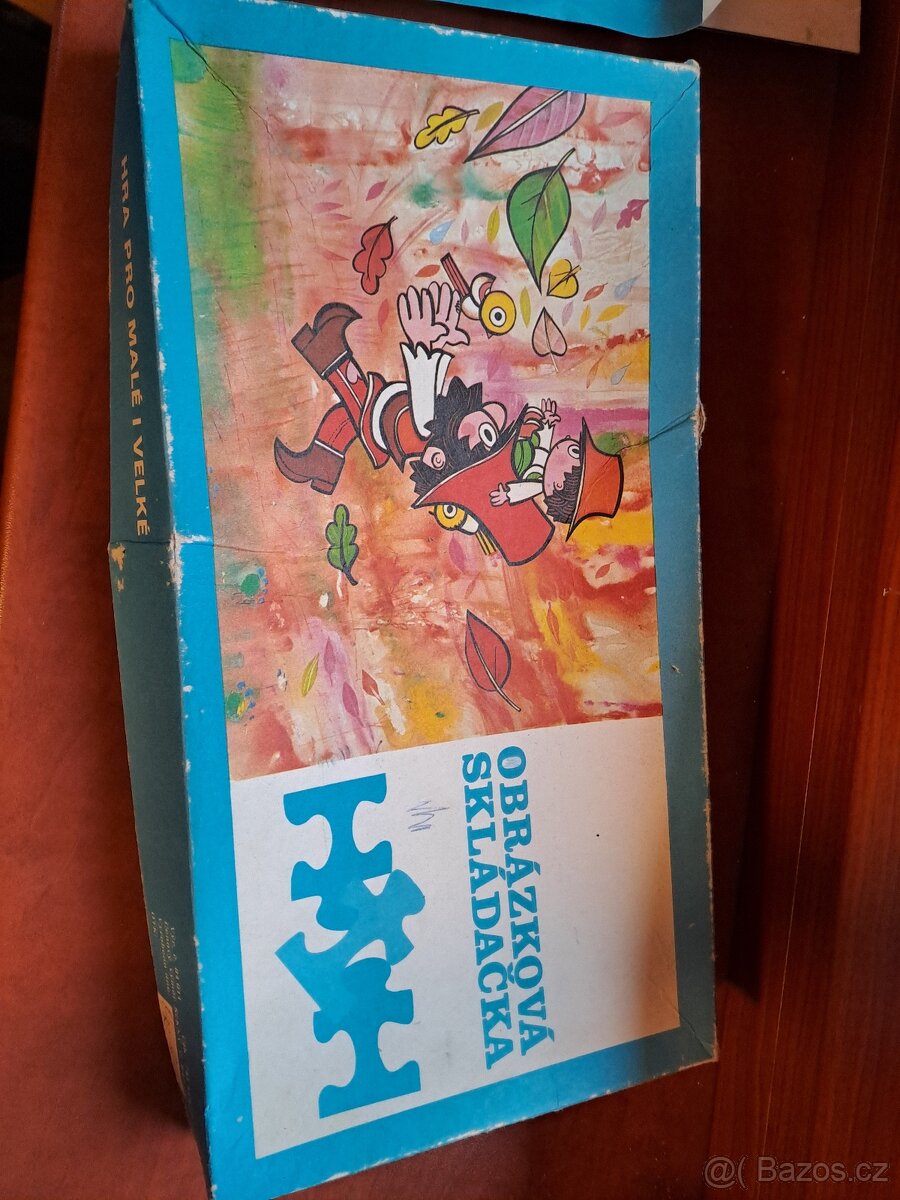 OBRÁZKOVÁ
SKLÁDAČKA
HRA PRO MALÉ I VELKÉ
@( Bazos.cz